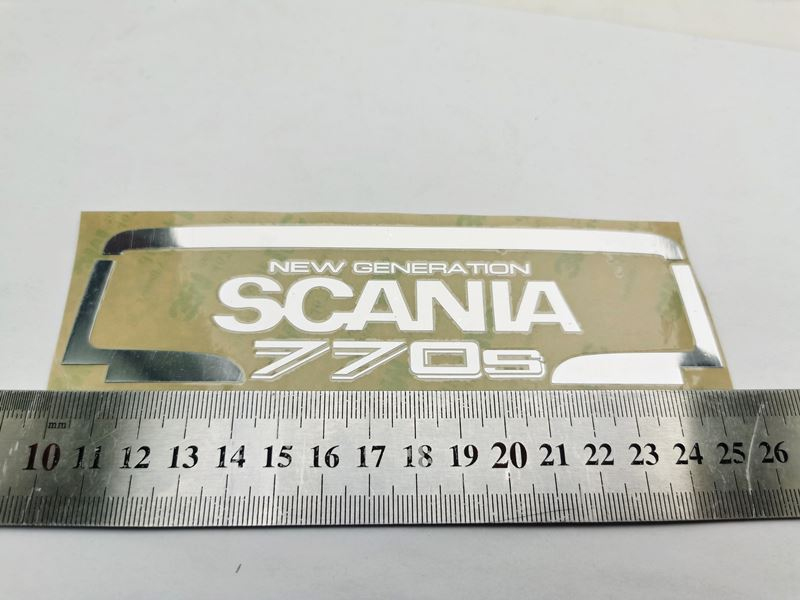 NEW GENERATION
SCANIA
770s
mm
10 11 12 13 14 15 16 17 18 19 20 21 22 23 24 25 26